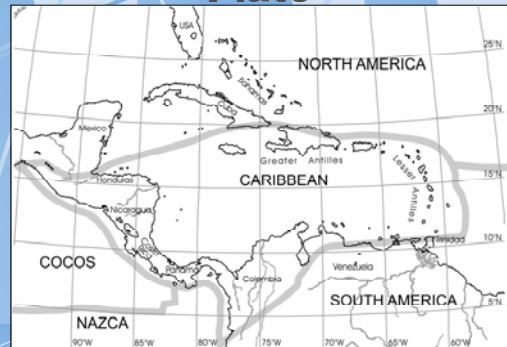 Plate
USA
25°N
NORTH AMERICA
Bahamas
20°N
Cuba
Mexico
Greater Antilles
15°N
Honduras
CARIBBEAN
Lesser Antilles
Nicaragua
10°N
Trinidad
COCOS
Panama
Colombia
Venezuela
SOUTH AMERICA
5°N
NAZCA
90°W
85°W
80°W
75°W
70°W
65°W
60°W